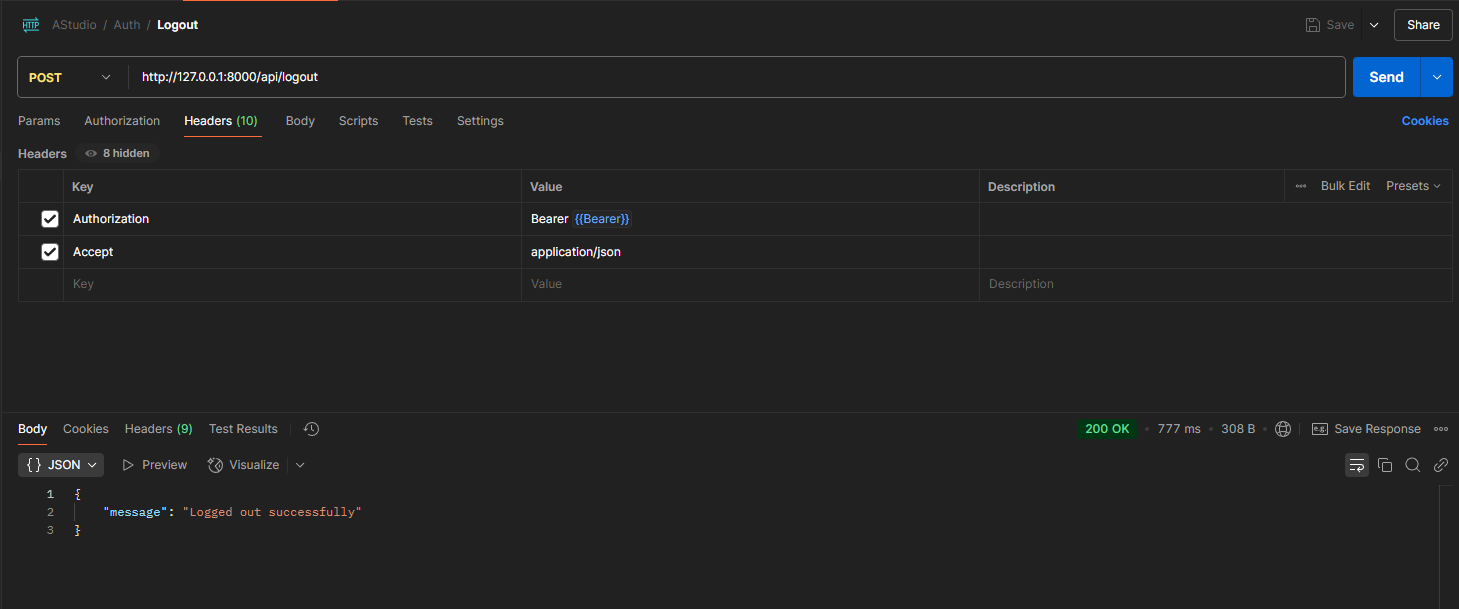 HTTP AStudio / Auth / Logout Save Share
POST http://127.0.0.1:8000/api/logout Send
Params Authorization Headers (10) Body Scripts Tests Settings Cookies
Headers 8 hidden
Key Value Description Bulk Edit Presets
Authorization Bearer {{Bearer}}
Accept application/json
Key Value Description
Body Cookies Headers (9) Test Results 200 OK • 777 ms • 308 B • e.g. Save Response
{} JSON Preview Visualize
1 {
2 "message": "Logged out successfully"
3 }